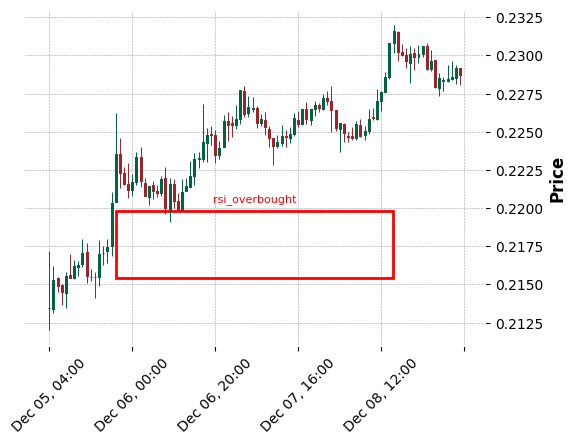 0.2325
0.2300
0.2275
0.2250
0.2225
0.2200
0.2175
0.2150
0.2125
Price
rsi_overbought
Dec 05, 04:00
Dec 06, 00:00
Dec 06, 20:00
Dec 07, 16:00
Dec 08, 12:00